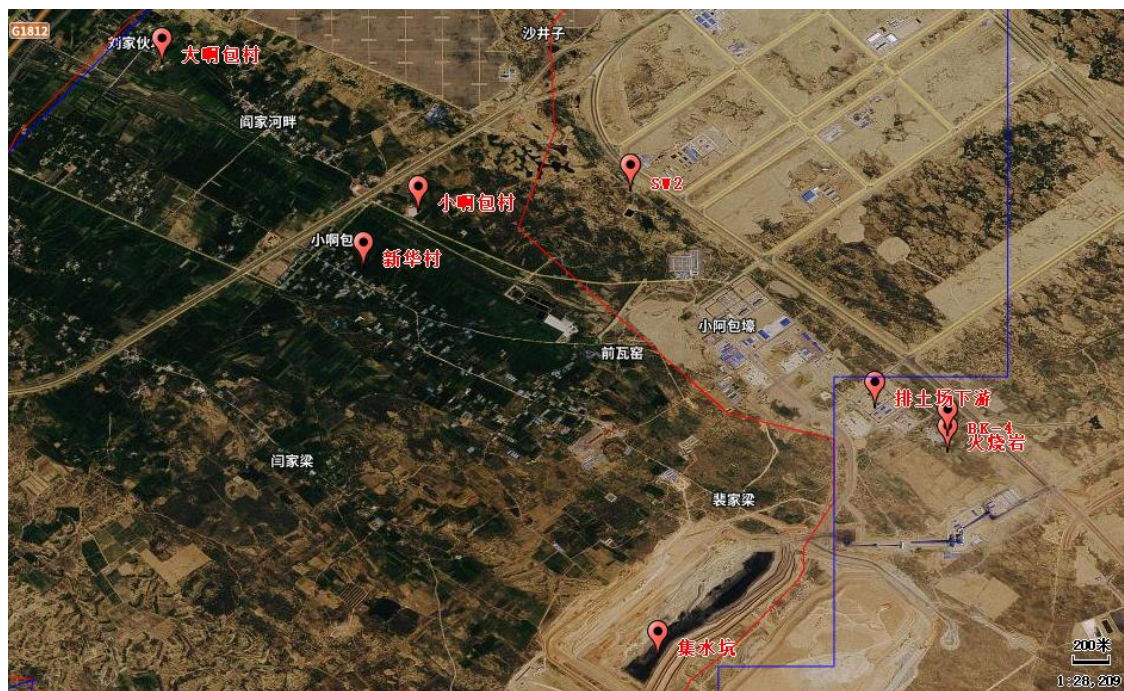 G1812
刘家伙
大啊包村
沙井子
阎家河畔
SW2
小啊包村
小啊包
新华村
小阿包壕
前瓦窑
排土场下游
BK-4
火烧岩
闫家梁
裴家梁
集水坑
200米
1:28,209